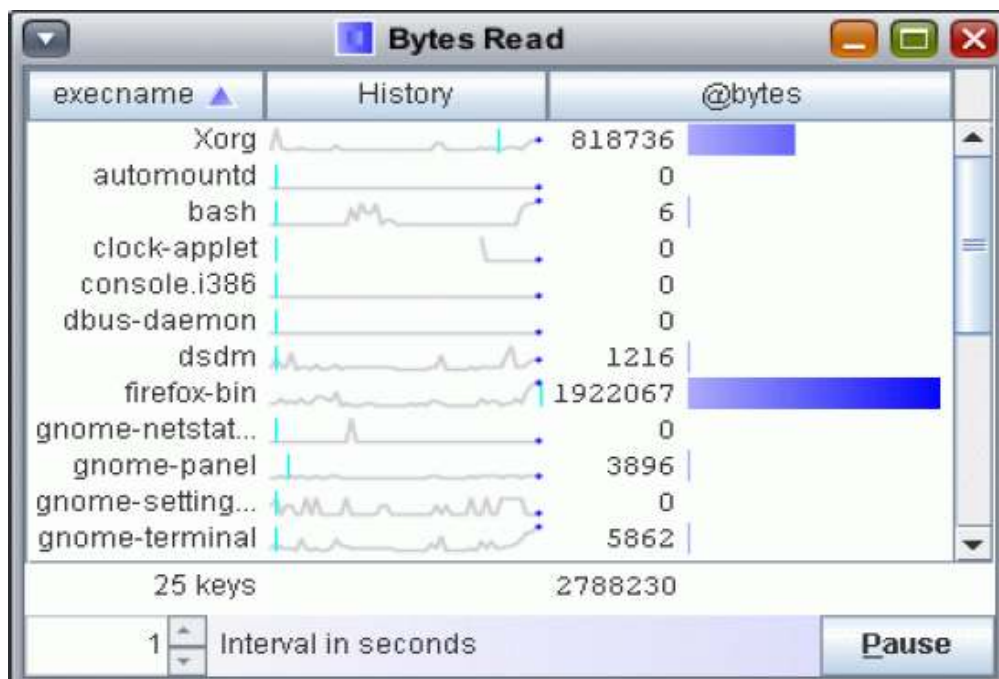 Bytes Read
execname History @bytes
Xorg 818736
automountd 0
bash 6
clock-applet 0
console.i386 0
dbus-daemon 0
dsdm 1216
firefox-bin 1922067
gnome-netstat... 0
gnome-panel 3896
gnome-setting... 0
gnome-terminal 5862
25 keys 2788230
1 Interval in seconds Pause